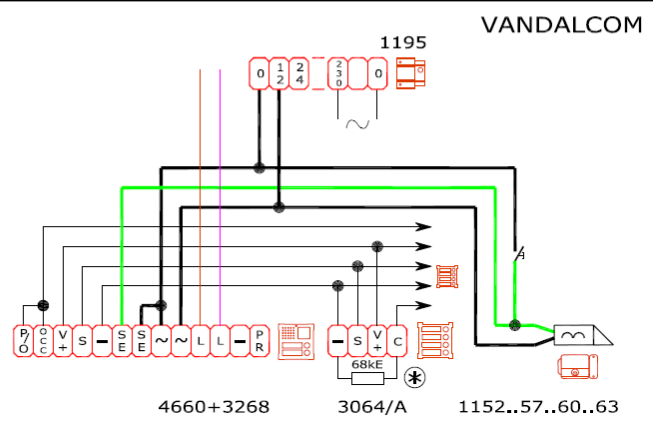 VANDALCOM
1195
0 12 24 230 0
P/O OCC V+ S − SE SE ~ ~ L L − PR
− S V+ C
68kE
*
4660+3268 3064/A 1152..57..60..63